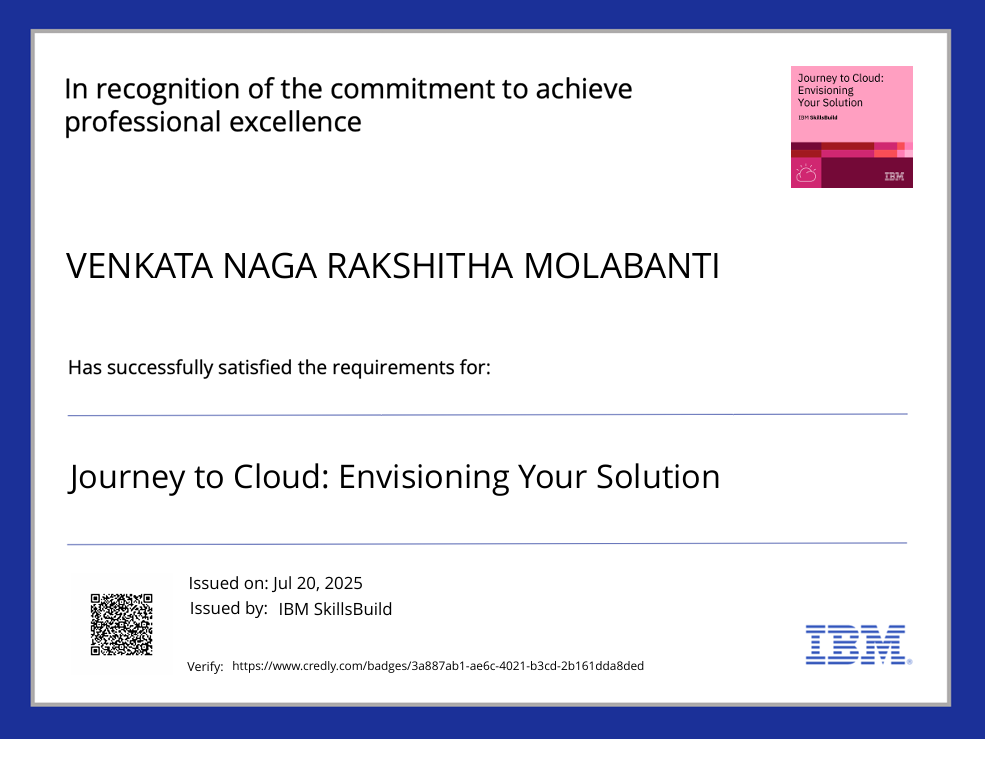 In recognition of the commitment to achieve
professional excellence
Journey to Cloud:
Envisioning
Your Solution
IBM SkillsBuild
IBM
VENKATA NAGA RAKSHITHA MOLABANTI
Has successfully satisfied the requirements for:
Journey to Cloud: Envisioning Your Solution
Issued on: Jul 20, 2025
Issued by: IBM SkillsBuild
Verify: https://www.credly.com/badges/3a887ab1-ae6c-4021-b3cd-2b161dda8ded
IBM®